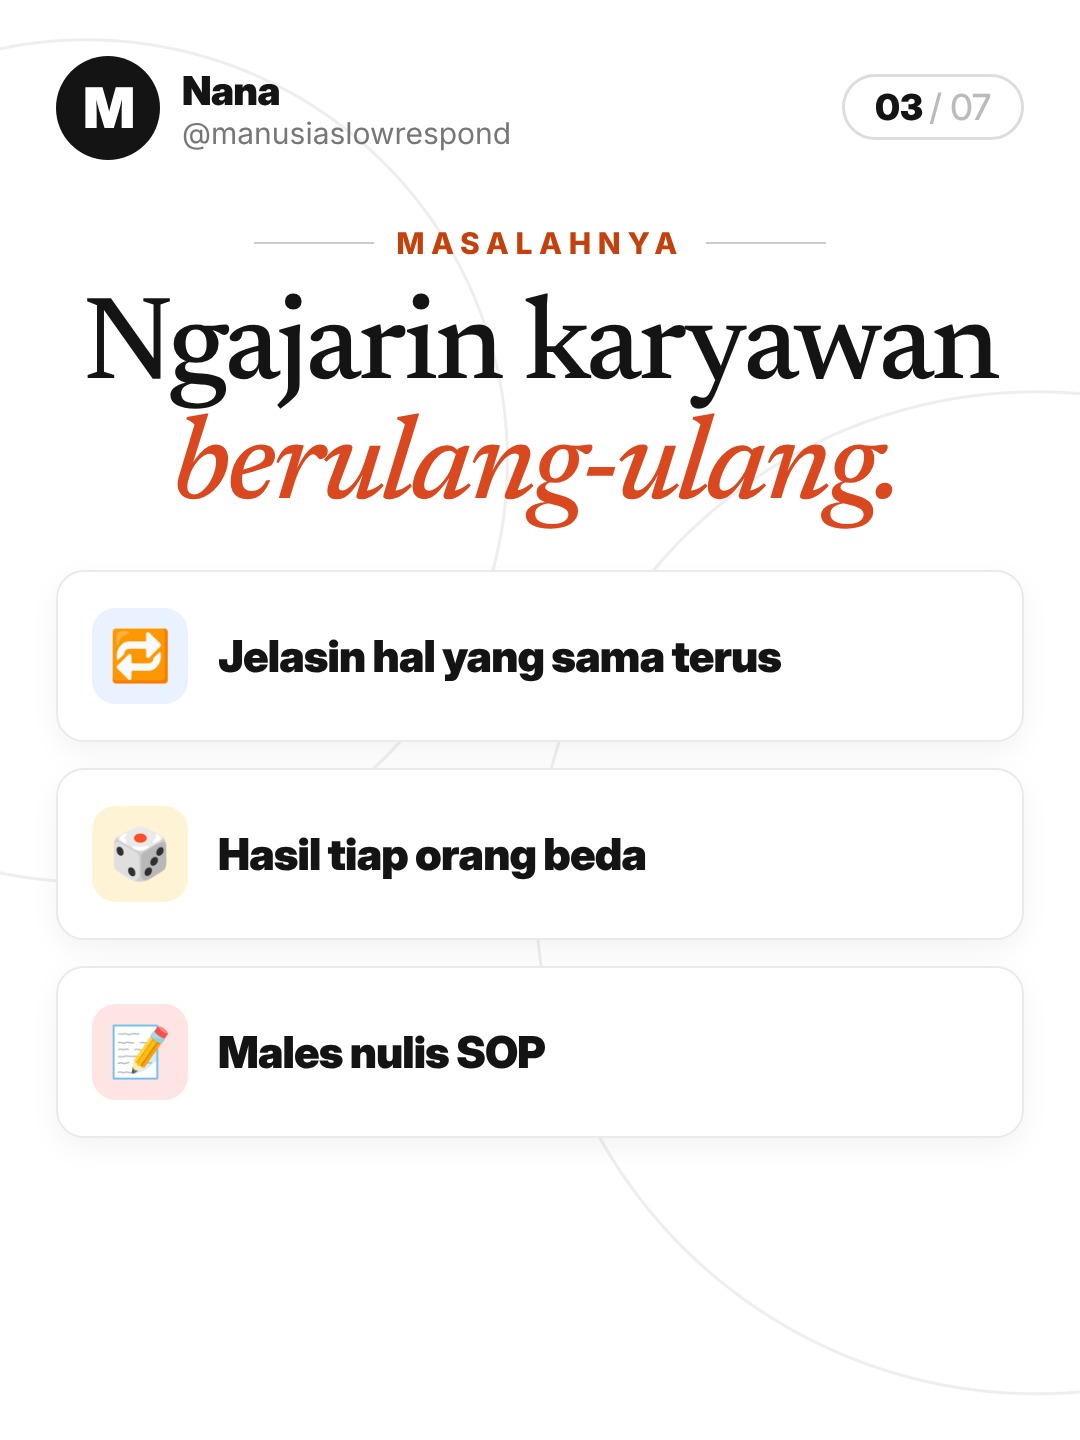 M
Nana
@manusiaslowrespond
03 / 07
MASALAHNYA
Ngajarin karyawan
berulang-ulang.
Jelasin hal yang sama terus
Hasil tiap orang beda
Males nulis SOP